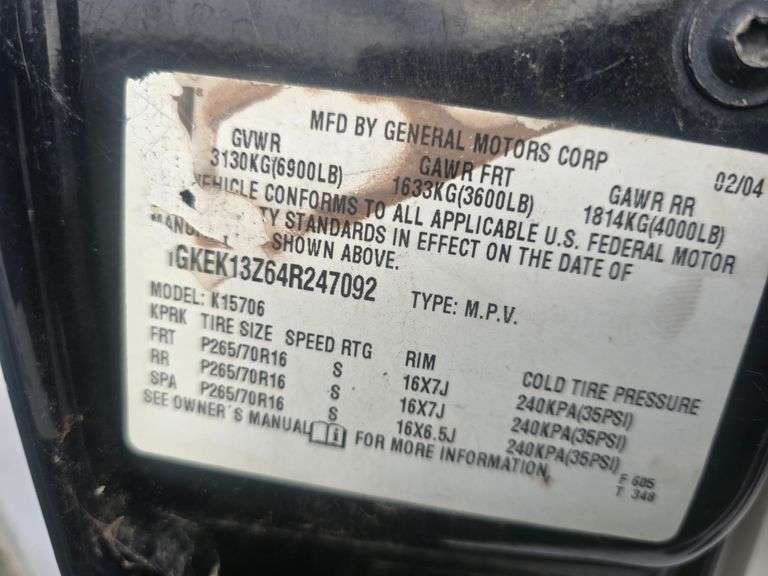 MFD BY GENERAL MOTORS CORP 02/04
GVWR GAWR FRT GAWR RR
3130KG(6900LB) 1633KG(3600LB) 1814KG(4000LB)
VEHICLE CONFORMS TO ALL APPLICABLE U.S. FEDERAL MOTOR
TY STANDARDS IN EFFECT ON THE DATE OF
MANU SHOWN ABOVE.
1GKEK13Z64R247092 TYPE: M.P.V.
MODEL: K15706
KPRK TIRE SIZE SPEED RTG RIM COLD TIRE PRESSURE
FRT P265/70R16 S 16X7J 240KPA(35PSI)
RR P265/70R16 S 16X7J 240KPA(35PSI)
SPA P265/70R16 S 16X6.5J 240KPA(35PSI)
SEE OWNER'S MANUAL FOR MORE INFORMATION
F 605
T 348